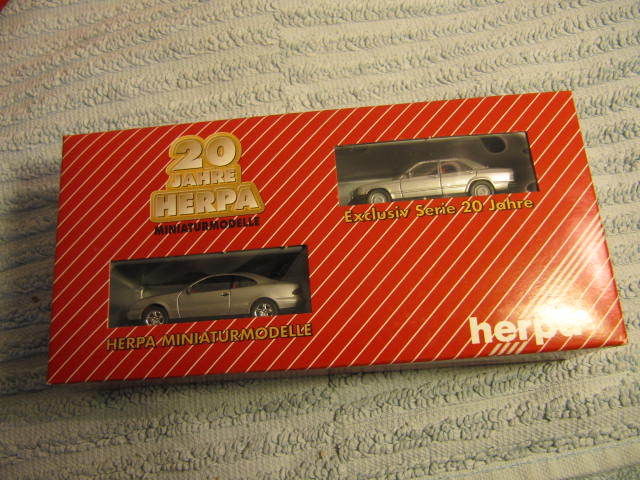 20
JAHRE
HERPA
MINIATURMODELLE
Exclusiv Serie 20 Jahre
HERPA MINIATURMODELLE
herpa